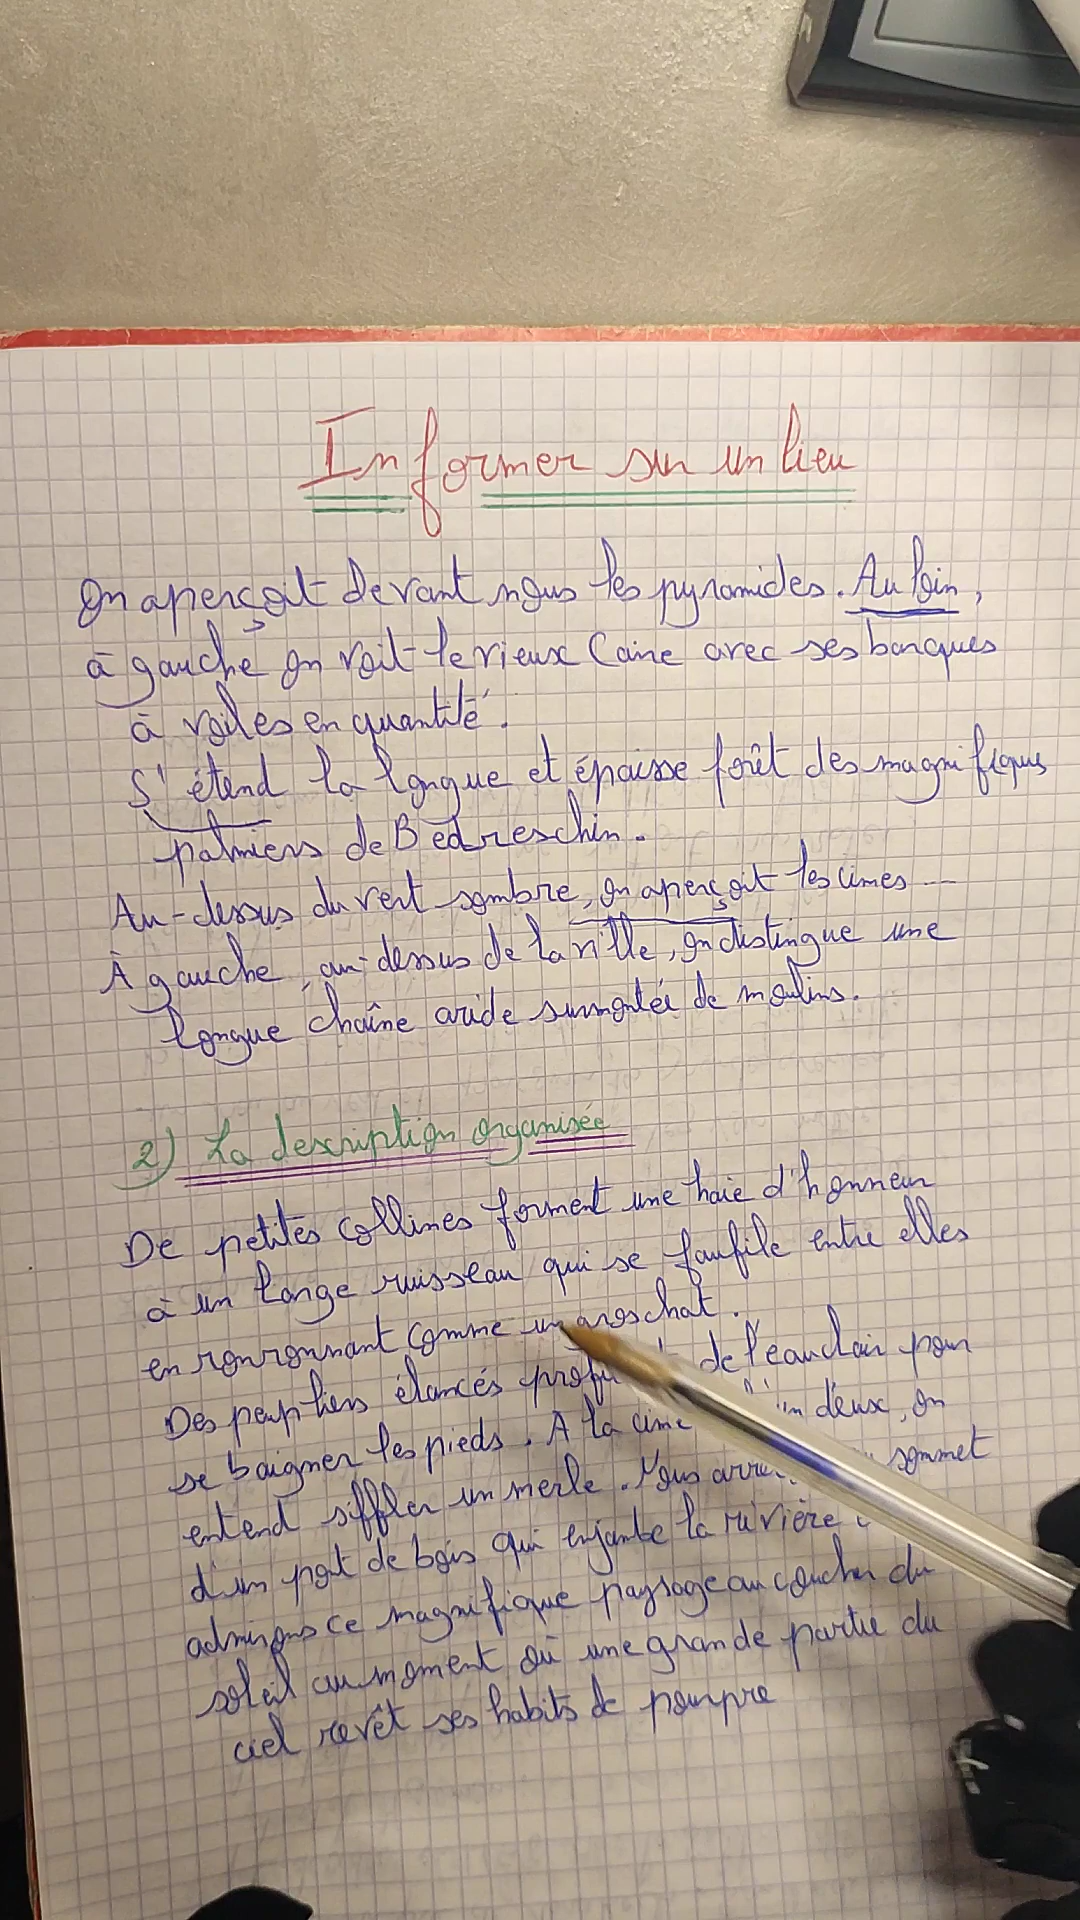 Informer sur un lieu
On aperçoit devant nous les pyramides. Au loin,
à gauche on voit le vieux Caire avec ses barques
à voiles en quantité.
S'étend la longue et épaisse forêt des magnifiques
palmiers de Bedreschin.
Au-dessus du vert sombre, on aperçoit les cimes ...
À gauche, au-dessus de la ville, on distingue une
longue chaîne aride surmontée de moulins.
2) La description organisée
De petites collines forment une haie d'honneur
à un large ruisseau qui se faufile entre elles
en ronronnant comme un gros chat.
Des peupliers élancés de l'eau clair pour
se baigner les pieds. A la cime d'eux, on
entend siffler un merle. Nous sommet
d'un pont de bois qui enjambe la rivière
admirons ce magnifique paysage au coucher du
soleil au moment où une grande partie du
ciel revêt ses habits de pourpre